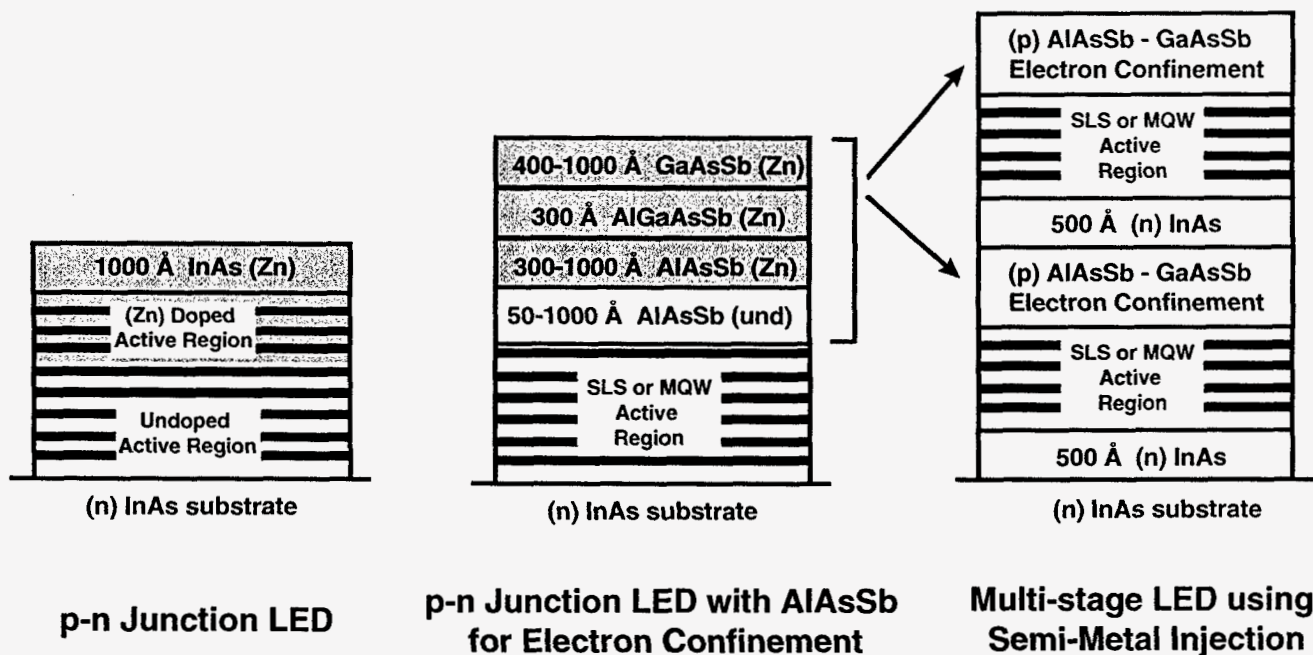 1000 Å InAs (Zn)
(Zn) Doped
Active Region
Undoped
Active Region
(n) InAs substrate
p-n Junction LED
400-1000 Å GaAsSb (Zn)
300 Å AlGaAsSb (Zn)
300-1000 Å AlAsSb (Zn)
50-1000 Å AlAsSb (und)
SLS or MQW
Active
Region
(n) InAs substrate
p-n Junction LED with AlAsSb
for Electron Confinement
(p) AlAsSb - GaAsSb
Electron Confinement
SLS or MQW
Active
Region
500 Å (n) InAs
(p) AlAsSb - GaAsSb
Electron Confinement
SLS or MQW
Active
Region
500 Å (n) InAs
(n) InAs substrate
Multi-stage LED using
Semi-Metal Injection